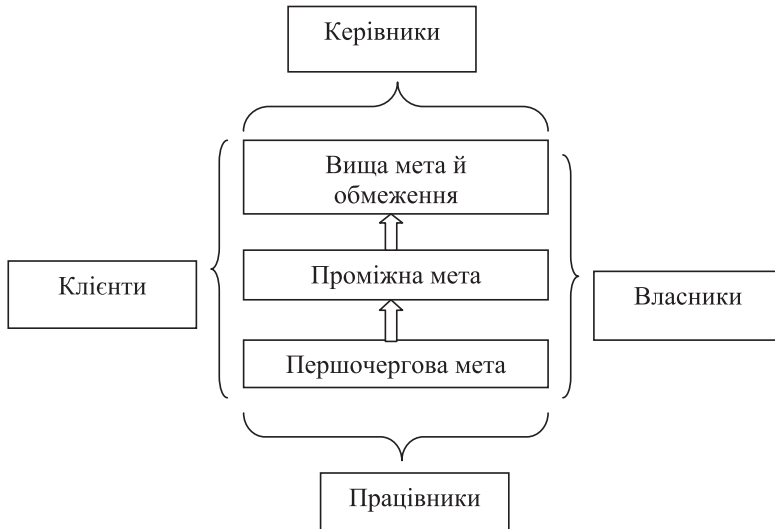 Керівники
Вища мета й
обмеження
Клієнти
Проміжна мета
Власники
Першочергова мета
Працівники